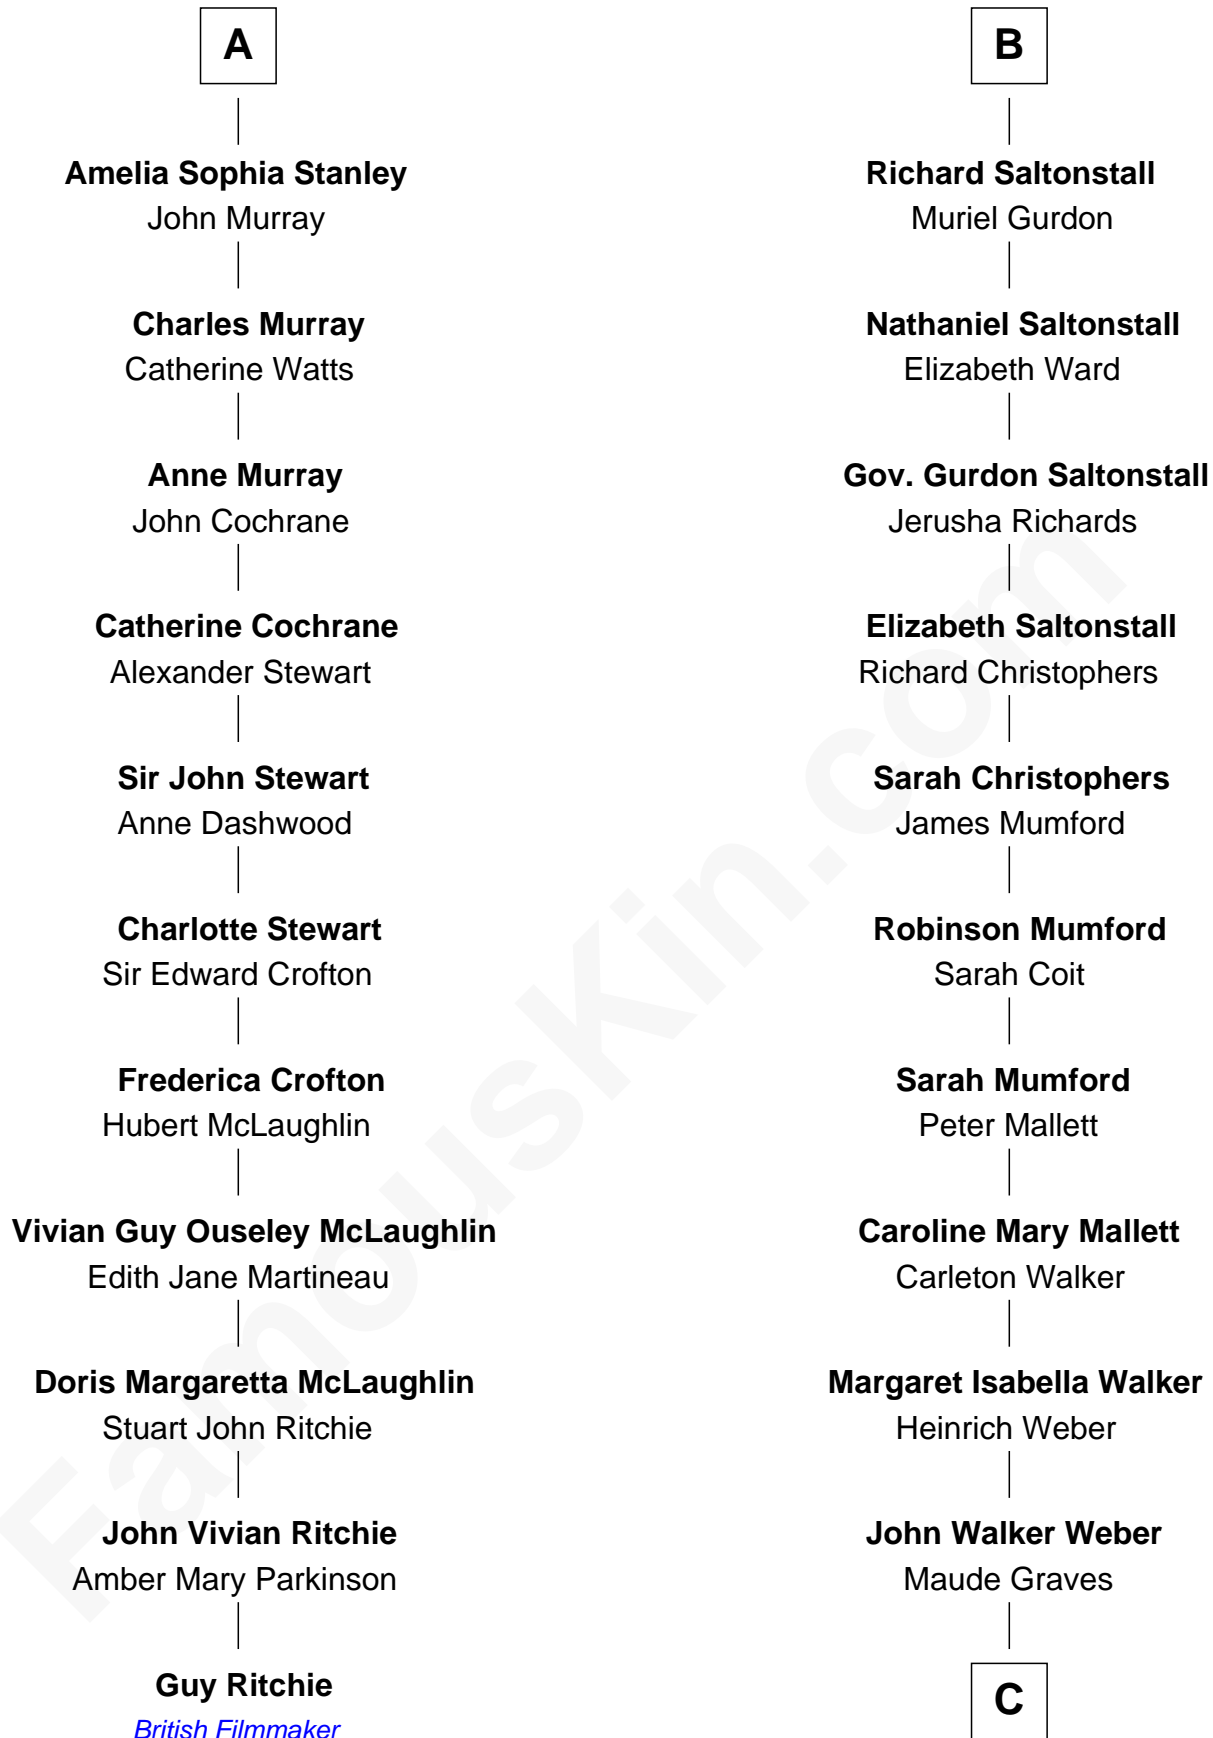 A
Amelia Sophia Stanley
John Murray
Charles Murray
Catherine Watts
Anne Murray
John Cochrane
Catherine Cochrane
Alexander Stewart
Sir John Stewart
Anne Dashwood
Charlotte Stewart
Sir Edward Crofton
Frederica Crofton
Hubert McLaughlin
Vivian Guy Ouseley McLaughlin
Edith Jane Martineau
Doris Margaretta McLaughlin
Stuart John Ritchie
John Vivian Ritchie
Amber Mary Parkinson
Guy Ritchie
British Filmmaker
B
Richard Saltonstall
Muriel Gurdon
Nathaniel Saltonstall
Elizabeth Ward
Gov. Gurdon Saltonstall
Jerusha Richards
Elizabeth Saltonstall
Richard Christophers
Sarah Christophers
James Mumford
Robinson Mumford
Sarah Coit
Sarah Mumford
Peter Mallett
Caroline Mary Mallett
Carleton Walker
Margaret Isabella Walker
Heinrich Weber
John Walker Weber
Maude Graves
C
FamousKin.com